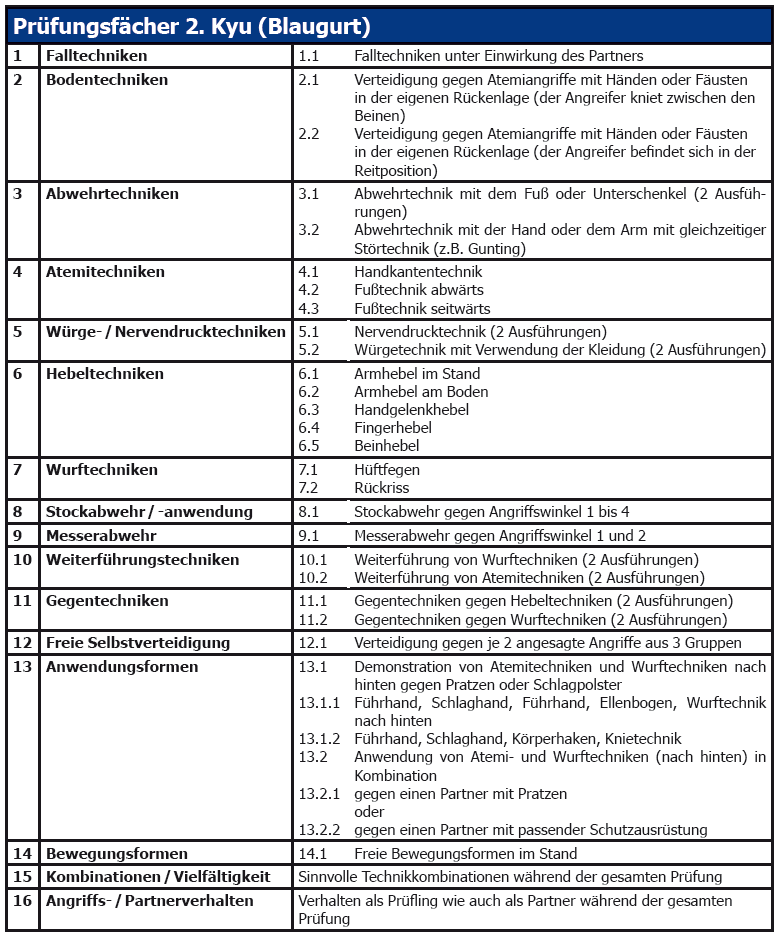 Prüfungsfächer 2. Kyu (Blaugurt)
1 Falltechniken 1.1 Falltechniken unter Einwirkung des Partners
2 Bodentechniken 2.1 Verteidigung gegen Atemiangriffe mit Händen oder Fäusten
in der eigenen Rückenlage (der Angreifer kniet zwischen den
Beinen)
2.2 Verteidigung gegen Atemiangriffe mit Händen oder Fäusten
in der eigenen Rückenlage (der Angreifer befindet sich in der
Reitposition)
3 Abwehrtechniken 3.1 Abwehrtechnik mit dem Fuß oder Unterschenkel (2 Ausfüh-
rungen)
3.2 Abwehrtechnik mit der Hand oder dem Arm mit gleichzeitiger
Störtechnik (z.B. Gunting)
4 Atemitechniken 4.1 Handkantentechnik
4.2 Fußtechnik abwärts
4.3 Fußtechnik seitwärts
5 Würge- / Nervendrucktechniken 5.1 Nervendrucktechnik (2 Ausführungen)
5.2 Würgetechnik mit Verwendung der Kleidung (2 Ausführungen)
6 Hebeltechniken 6.1 Armhebel im Stand
6.2 Armhebel am Boden
6.3 Handgelenkhebel
6.4 Fingerhebel
6.5 Beinhebel
7 Wurftechniken 7.1 Hüftfegen
7.2 Rückriss
8 Stockabwehr / -anwendung 8.1 Stockabwehr gegen Angriffswinkel 1 bis 4
9 Messerabwehr 9.1 Messerabwehr gegen Angriffswinkel 1 und 2
10 Weiterführungstechniken 10.1 Weiterführung von Wurftechniken (2 Ausführungen)
10.2 Weiterführung von Atemitechniken (2 Ausführungen)
11 Gegentechniken 11.1 Gegentechniken gegen Hebeltechniken (2 Ausführungen)
11.2 Gegentechniken gegen Wurftechniken (2 Ausführungen)
12 Freie Selbstverteidigung 12.1 Verteidigung gegen je 2 angesagte Angriffe aus 3 Gruppen
13 Anwendungsformen 13.1 Demonstration von Atemitechniken und Wurftechniken nach
hinten gegen Pratzen oder Schlagpolster
13.1.1 Führhand, Schlaghand, Führhand, Ellenbogen, Wurftechnik
nach hinten
13.1.2 Führhand, Schlaghand, Körperhaken, Knietechnik
13.2 Anwendung von Atemi- und Wurftechniken (nach hinten) in
Kombination
13.2.1 gegen einen Partner mit Pratzen
oder
13.2.2 gegen einen Partner mit passender Schutzausrüstung
14 Bewegungsformen 14.1 Freie Bewegungsformen im Stand
15 Kombinationen / Vielfältigkeit Sinnvolle Technikkombinationen während der gesamten Prüfung
16 Angriffs- / Partnerverhalten Verhalten als Prüfling wie auch als Partner während der gesamten
Prüfung